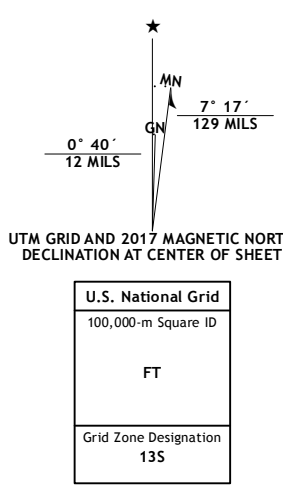 ★
MN
GN
7° 17´
129 MILS
0° 40´
12 MILS
UTM GRID AND 2017 MAGNETIC NORT
DECLINATION AT CENTER OF SHEET
U.S. National Grid
100,000-m Square ID
FT
Grid Zone Designation
13S